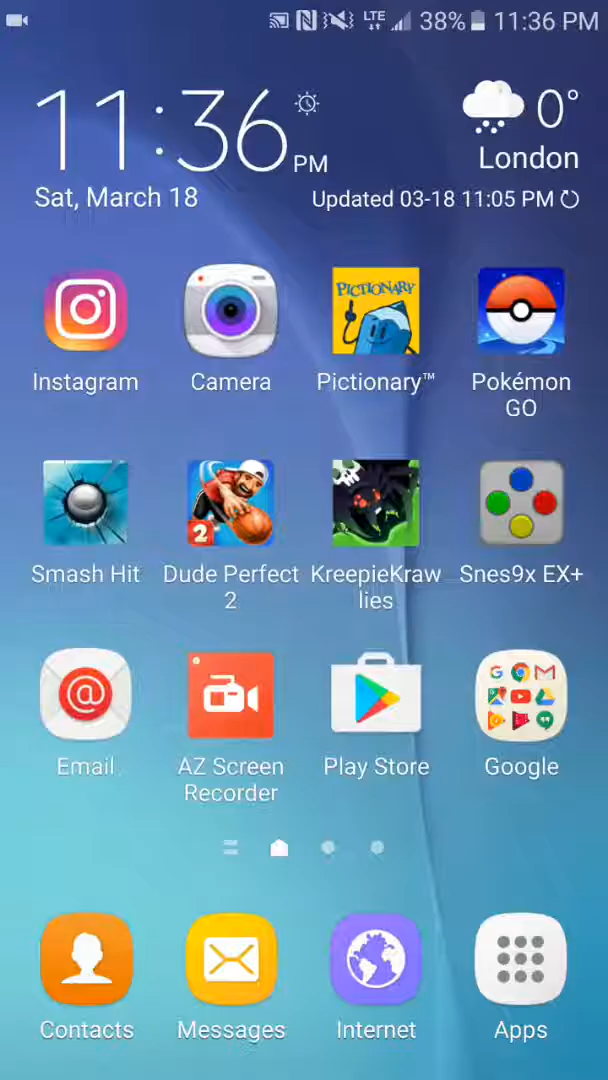 LTE 38% 11:36 PM
11:36 PM
0°
London
Sat, March 18
Updated 03-18 11:05 PM
PICTIONARY
Instagram
Camera
Pictionary™
Pokémon
GO
2
Smash Hit
Dude Perfect
2
KreepieKraw
lies
Snes9x EX+
@
G
Email
AZ Screen
Recorder
Play Store
Google
Contacts
Messages
Internet
Apps